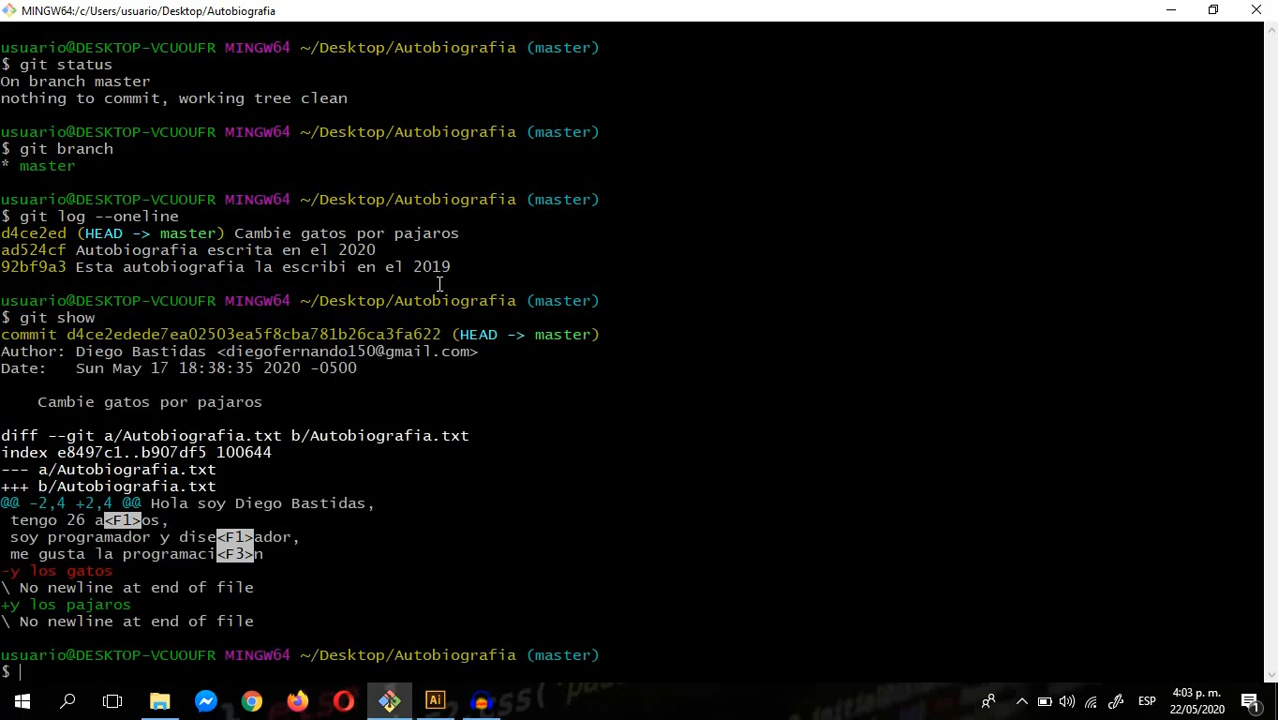 MINGW64:/c/Users/usuario/Desktop/Autobiografia
usuario@DESKTOP-VCUOUFR MINGW64 ~/Desktop/Autobiografia (master)
$ git status
On branch master
nothing to commit, working tree clean
usuario@DESKTOP-VCUOUFR MINGW64 ~/Desktop/Autobiografia (master)
$ git branch
* master
usuario@DESKTOP-VCUOUFR MINGW64 ~/Desktop/Autobiografia (master)
$ git log --oneline
d4ce2ed (HEAD -> master) Cambie gatos por pajaros
ad524cf Autobiografia escrita en el 2020
92bf9a3 Esta autobiografia la escribi en el 2019
usuario@DESKTOP-VCUOUFR MINGW64 ~/Desktop/Autobiografia (master)
$ git show
commit d4ce2edede7ea02503ea5f8cba781b26ca3fa622 (HEAD -> master)
Author: Diego Bastidas <diegofernando150@gmail.com>
Date:   Sun May 17 18:38:35 2020 -0500
    Cambie gatos por pajaros
diff --git a/Autobiografia.txt b/Autobiografia.txt
index e8497c1..b907df5 100644
--- a/Autobiografia.txt
+++ b/Autobiografia.txt
@@ -2,4 +2,4 @@ Hola soy Diego Bastidas,
 tengo 26 a<F1>os,
 soy programador y dise<F1>ador,
 me gusta la programaci<F3>n
-y los gatos
\ No newline at end of file
+y los pajaros
\ No newline at end of file
usuario@DESKTOP-VCUOUFR MINGW64 ~/Desktop/Autobiografia (master)
$
Ai
ESP
4:03 p. m.
22/05/2020
1